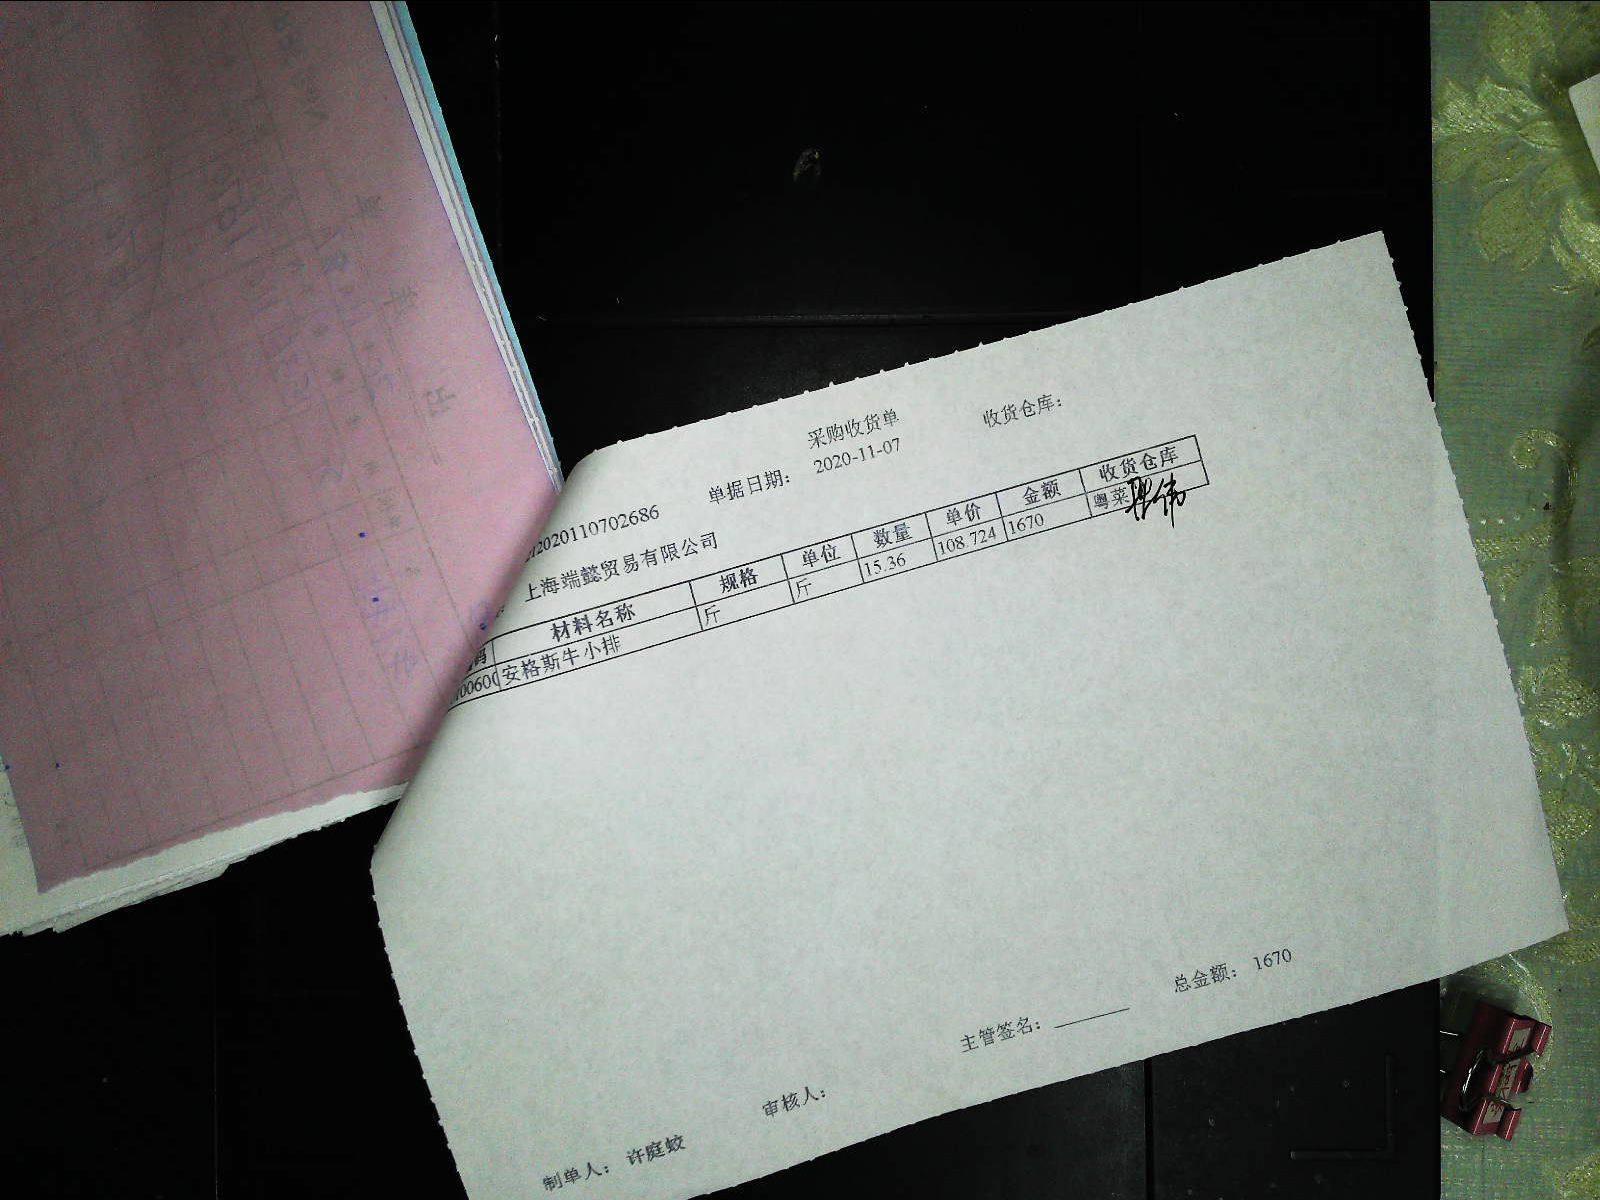 采购收货单
收货仓库：
单据日期： 2020-11-07
2020110702686
上海端懿贸易有限公司
码 材料名称 规格 单位 数量 单价 金额 收货仓库
00600 安格斯牛小排 斤 斤 15.36 108.724 1670 粤菜
总金额： 1670
主管签名：
审核人：
制单人： 许庭蛟